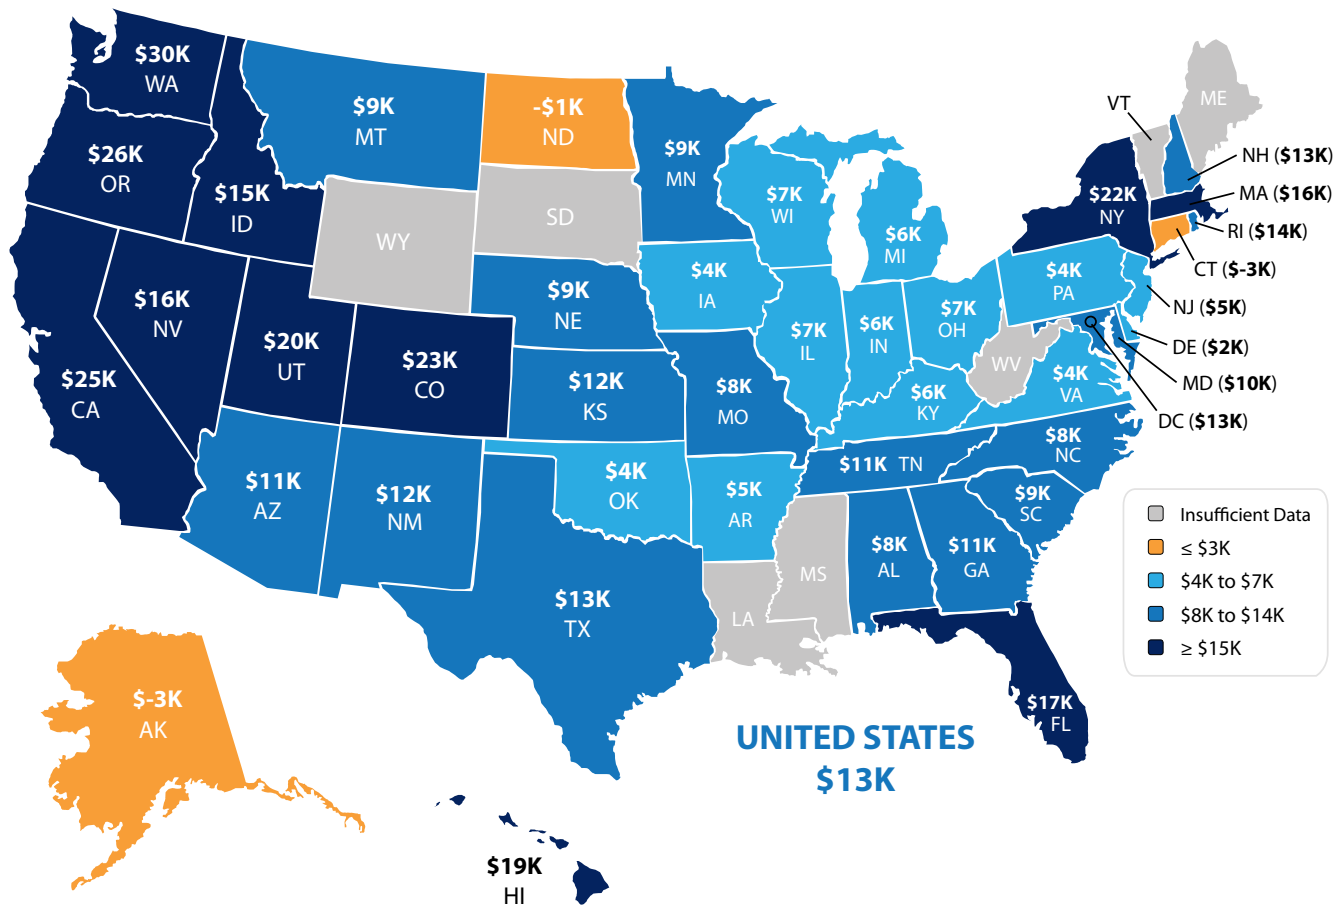 $30K
WA
$26K
OR
$15K
ID
$9K
MT
-$1K
ND
$9K
MN
WY
SD
$7K
WI
$6K
MI
VT
ME
NH ($13K)
$22K
NY
MA ($16K)
RI ($14K)
CT ($-3K)
NJ ($5K)
DE ($2K)
MD ($10K)
DC ($13K)
$25K
CA
$16K
NV
$20K
UT
$23K
CO
$9K
NE
$4K
IA
$7K
IL
$6K
IN
$7K
OH
$4K
PA
WV
$4K
VA
$12K
KS
$8K
MO
$6K
KY
$11K TN
$8K
NC
$11K
AZ
$12K
NM
$4K
OK
$5K
AR
$9K
SC
$13K
TX
LA
MS
$8K
AL
$11K
GA
$17K
FL
$-3K
AK
$19K
HI
UNITED STATES
$13K
Insufficient Data
≤ $3K
$4K to $7K
$8K to $14K
≥ $15K